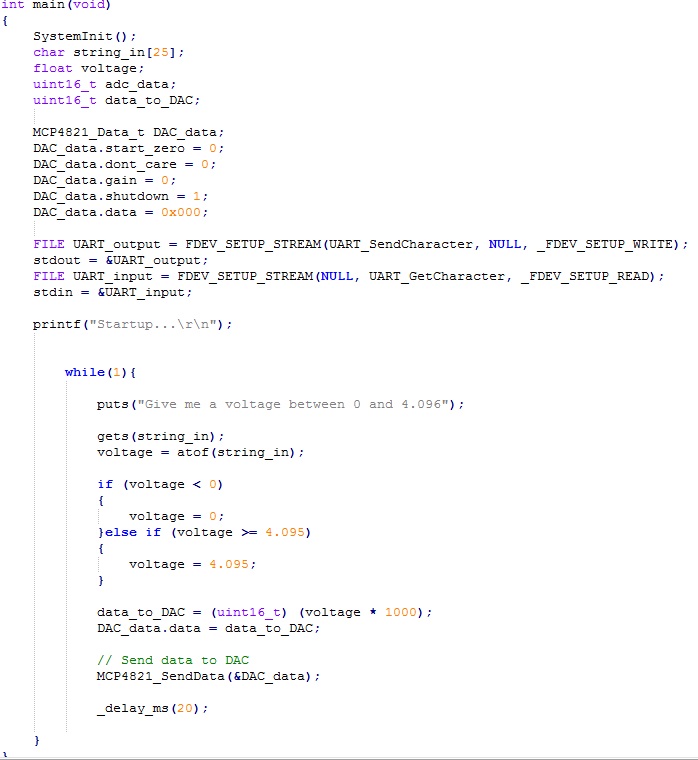 int main(void)
{
    SystemInit();
    char string_in[25];
    float voltage;
    uint16_t adc_data;
    uint16_t data_to_DAC;

    MCP4821_Data_t DAC_data;
    DAC_data.start_zero = 0;
    DAC_data.dont_care = 0;
    DAC_data.gain = 0;
    DAC_data.shutdown = 1;
    DAC_data.data = 0x000;

    FILE UART_output = FDEV_SETUP_STREAM(UART_SendCharacter, NULL, _FDEV_SETUP_WRITE);
    stdout = &UART_output;
    FILE UART_input = FDEV_SETUP_STREAM(NULL, UART_GetCharacter, _FDEV_SETUP_READ);
    stdin = &UART_input;

    printf("Startup...\r\n");

        while(1){

            puts("Give me a voltage between 0 and 4.096");

            gets(string_in);
            voltage = atof(string_in);

            if (voltage < 0)
            {
                voltage = 0;
            }else if (voltage >= 4.095)
            {
                voltage = 4.095;
            }

            data_to_DAC = (uint16_t) (voltage * 1000);
            DAC_data.data = data_to_DAC;

            // Send data to DAC
            MCP4821_SendData(&DAC_data);

            _delay_ms(20);

    }
}